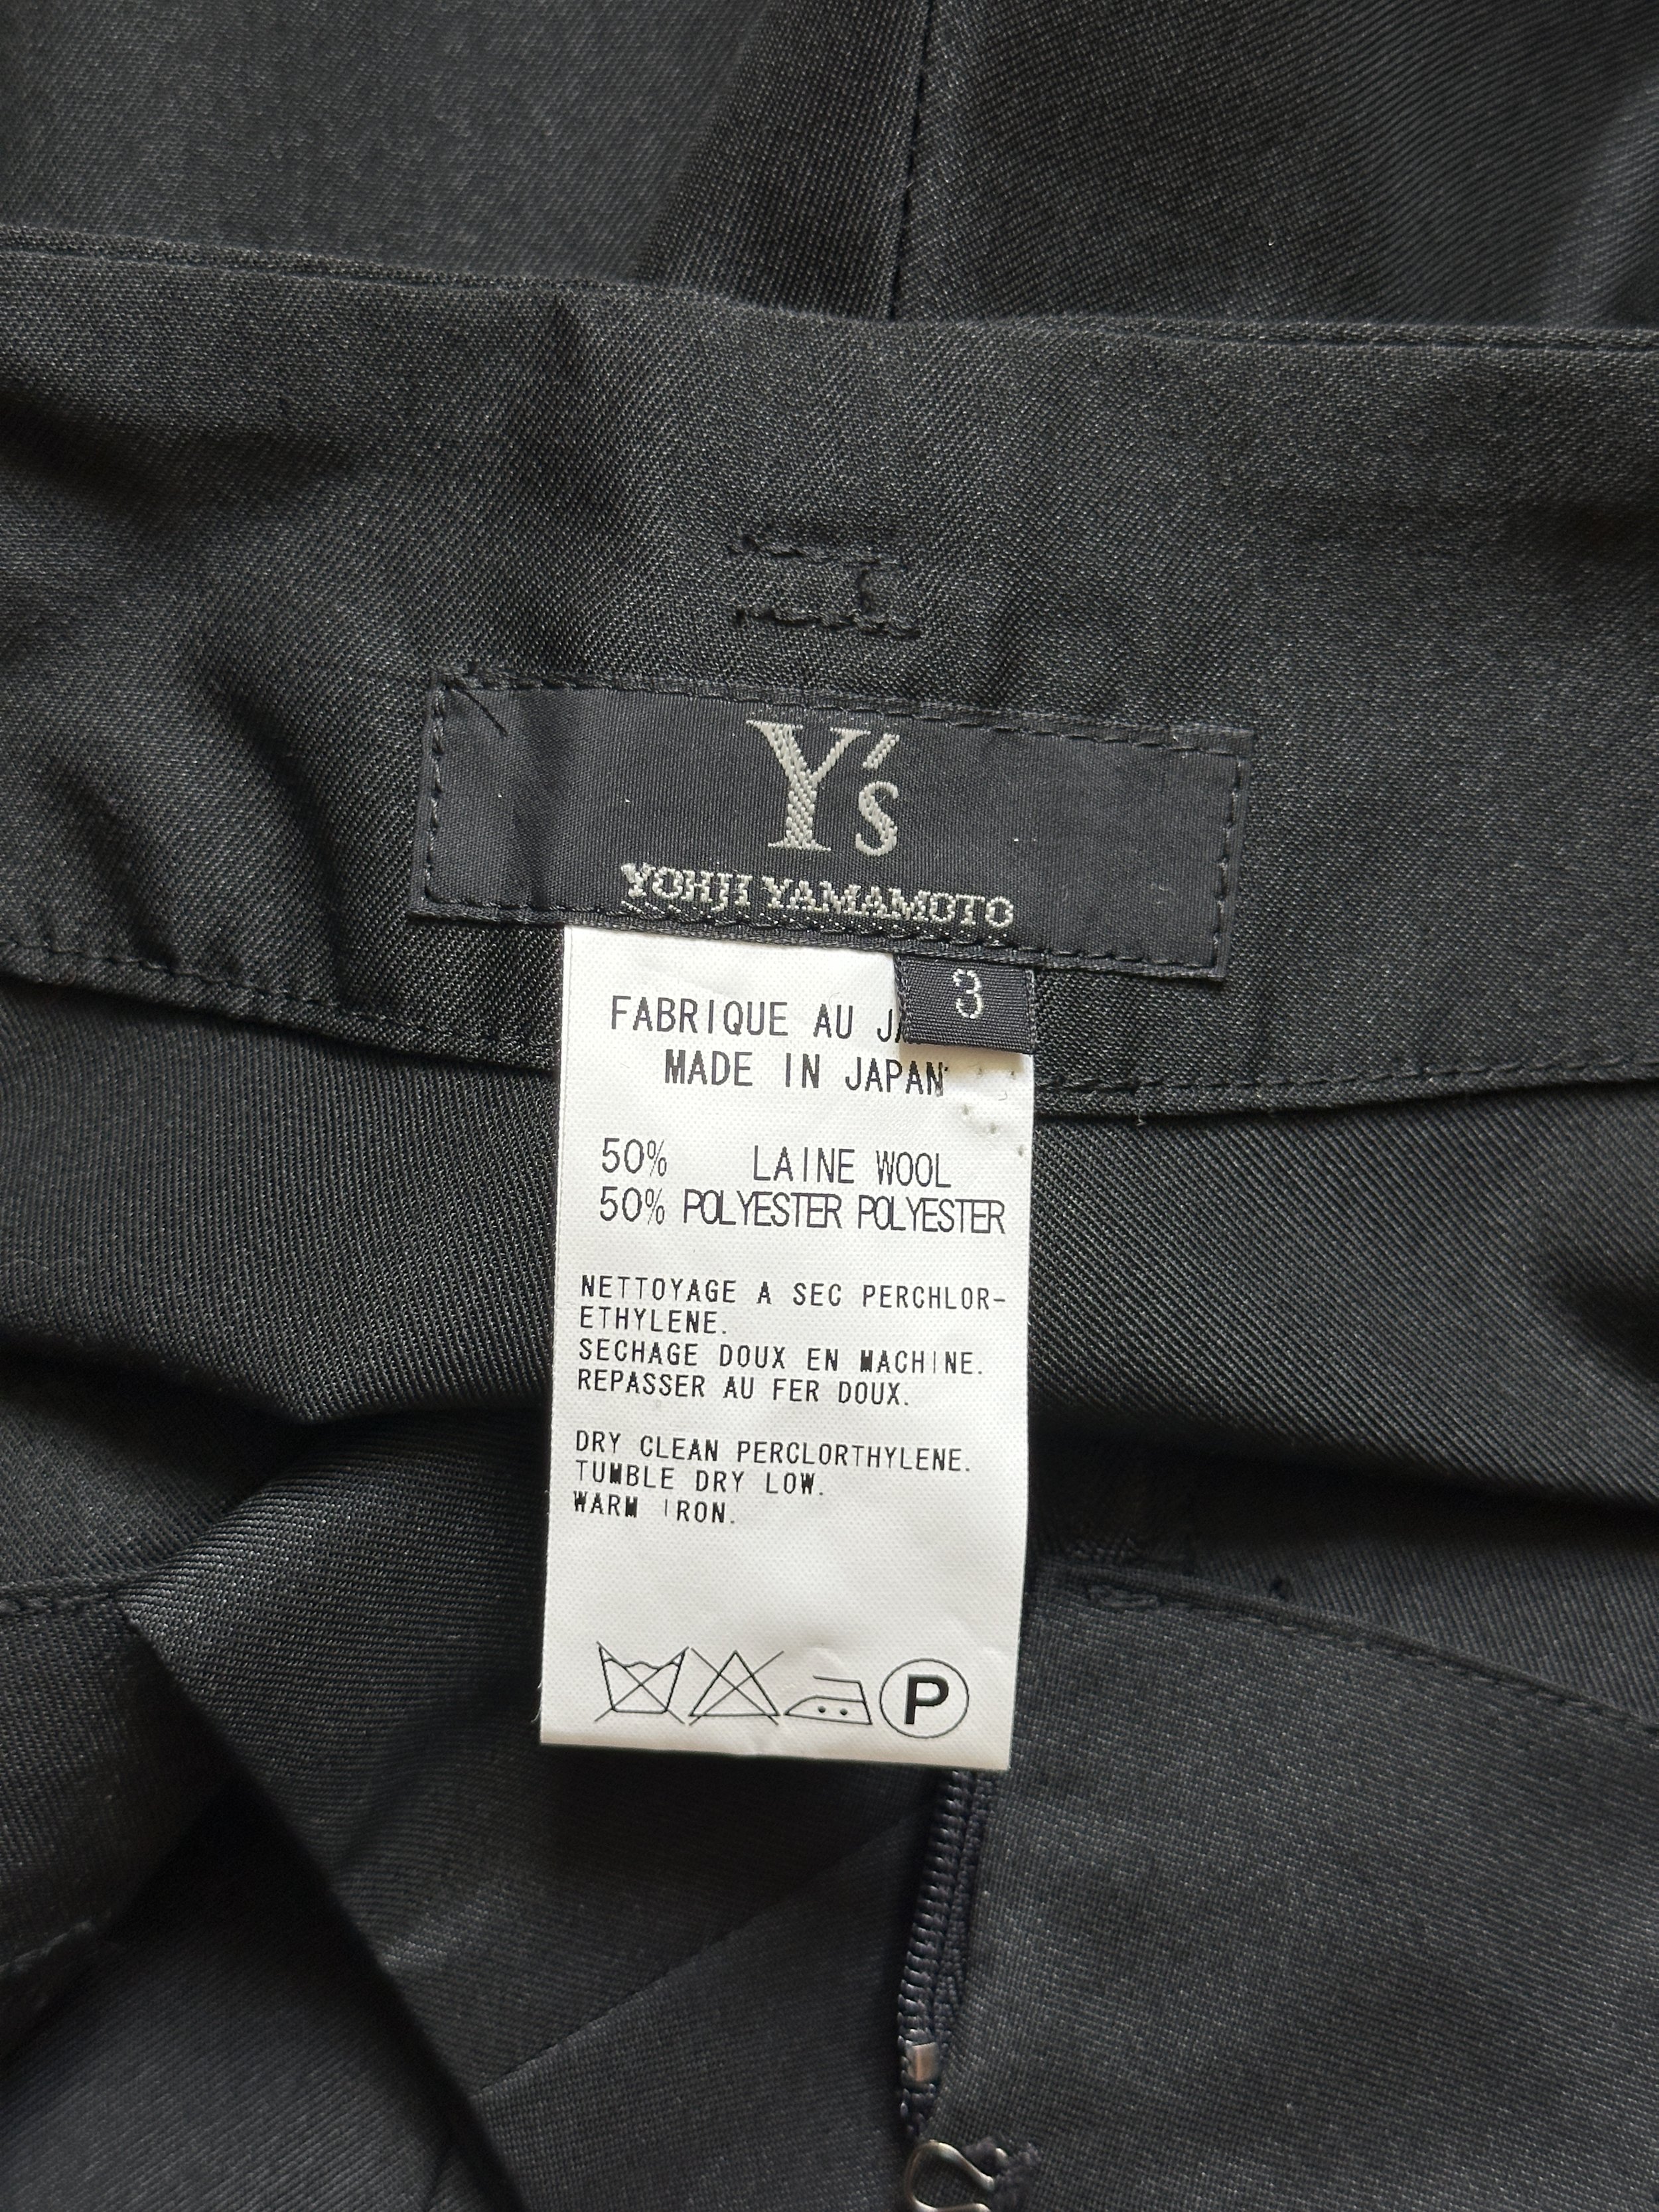 Y's
YOHJI YAMAMOTO
3
FABRIQUE AU
MADE IN JAPAN
50% LAINE WOOL
50% POLYESTER POLYESTER
NETTOYAGE A SEC PERCHLOR-
ETHYLENE.
SECHAGE DOUX EN MACHINE.
REPASSER AU FER DOUX.
DRY CLEAN PERCLORTHYLENE.
TUMBLE DRY LOW.
WARM IRON.
P